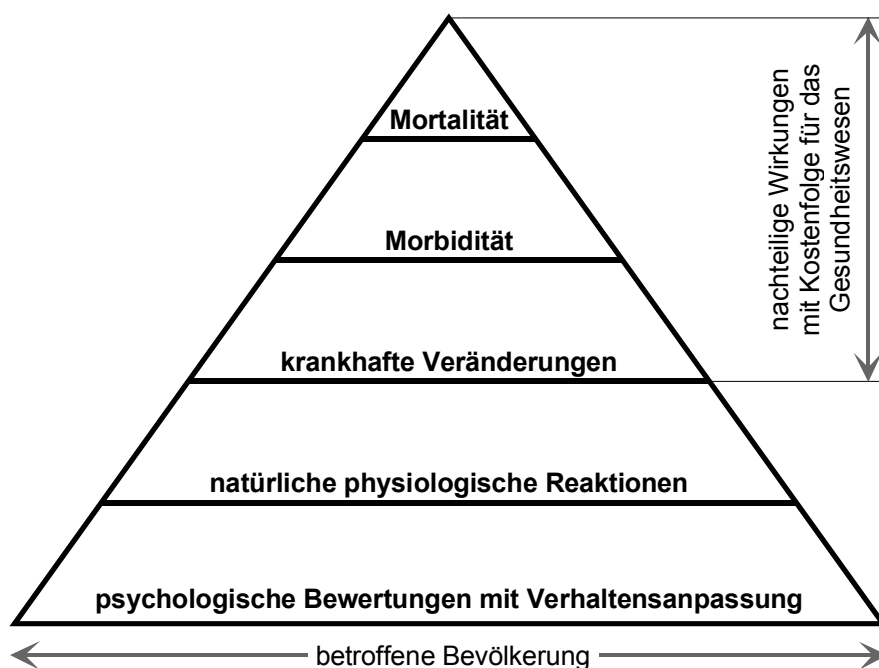 Mortalität
Morbidität
krankhafte Veränderungen
natürliche physiologische Reaktionen
psychologische Bewertungen mit Verhaltensanpassung
betroffene Bevölkerung
nachteilige Wirkungen
mit Kostenfolge für das
Gesundheitswesen